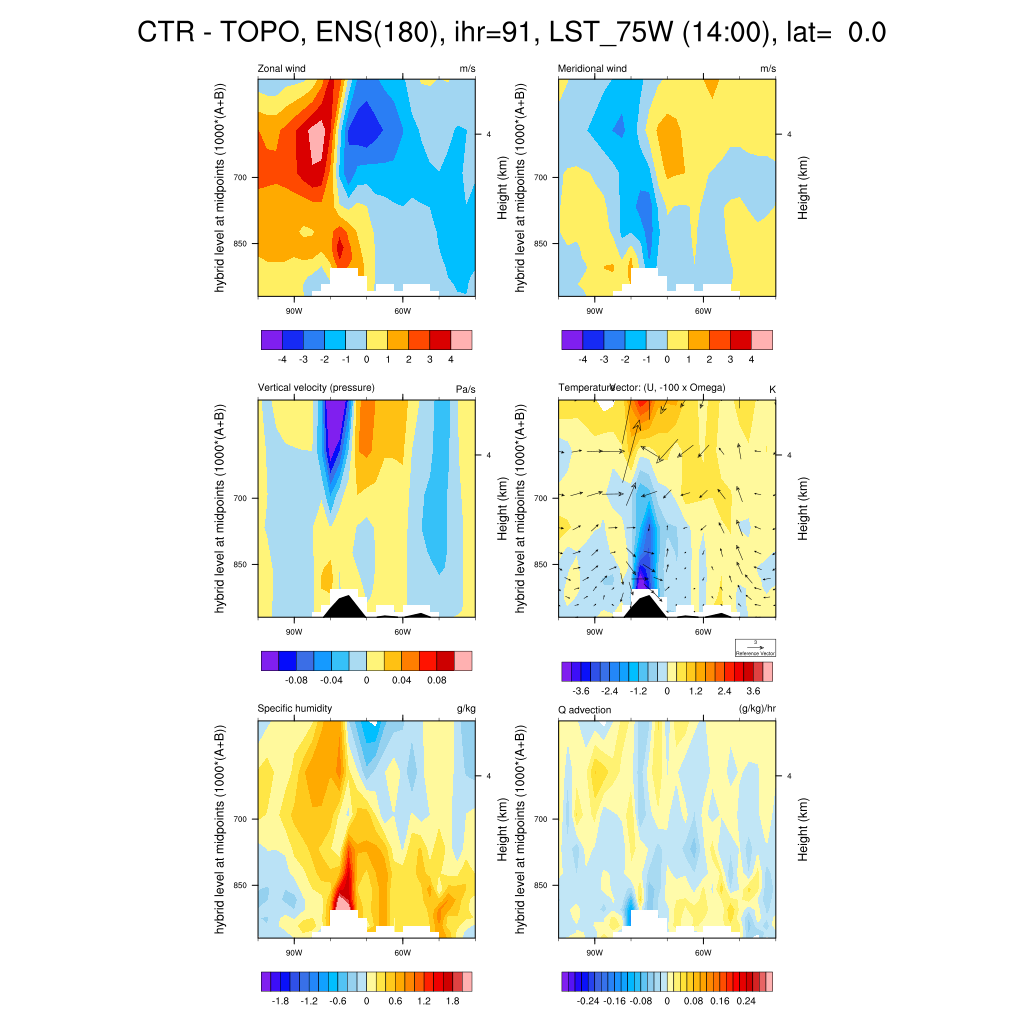 CTR - TOPO, ENS(180), ihr=91, LST_75W (14:00), lat= 0.0
Zonal wind m/s
hybrid level at midpoints (1000*(A+B))
700
850
4
Height (km)
90W 60W
-4 -3 -2 -1 0 1 2 3 4
Meridional wind m/s
hybrid level at midpoints (1000*(A+B))
700
850
4
Height (km)
90W 60W
-4 -3 -2 -1 0 1 2 3 4
Vertical velocity (pressure) Pa/s
hybrid level at midpoints (1000*(A+B))
700
850
4
Height (km)
90W 60W
-0.08 -0.04 0 0.04 0.08
Temperature Vector: (U, -100 x Omega) K
hybrid level at midpoints (1000*(A+B))
700
850
4
Height (km)
90W 60W
3
Reference Vector
-3.6 -2.4 -1.2 0 1.2 2.4 3.6
Specific humidity g/kg
hybrid level at midpoints (1000*(A+B))
700
850
4
Height (km)
90W 60W
-1.8 -1.2 -0.6 0 0.6 1.2 1.8
Q advection (g/kg)/hr
hybrid level at midpoints (1000*(A+B))
700
850
4
Height (km)
90W 60W
-0.24 -0.16 -0.08 0 0.08 0.16 0.24